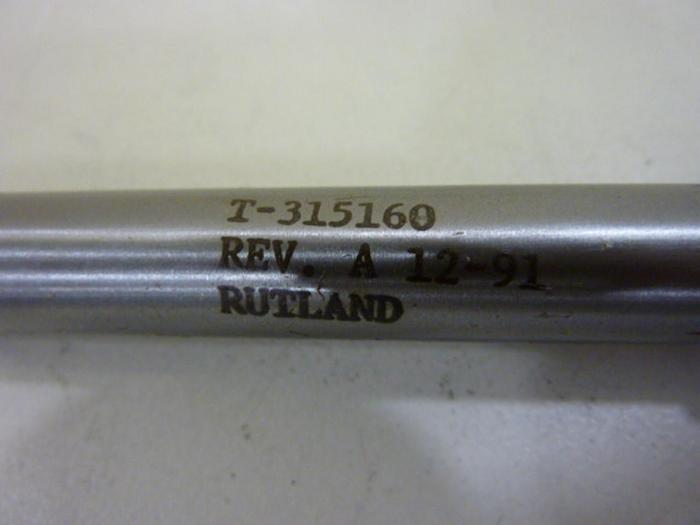 T-315160
REV. A 12-91
RUTLAND